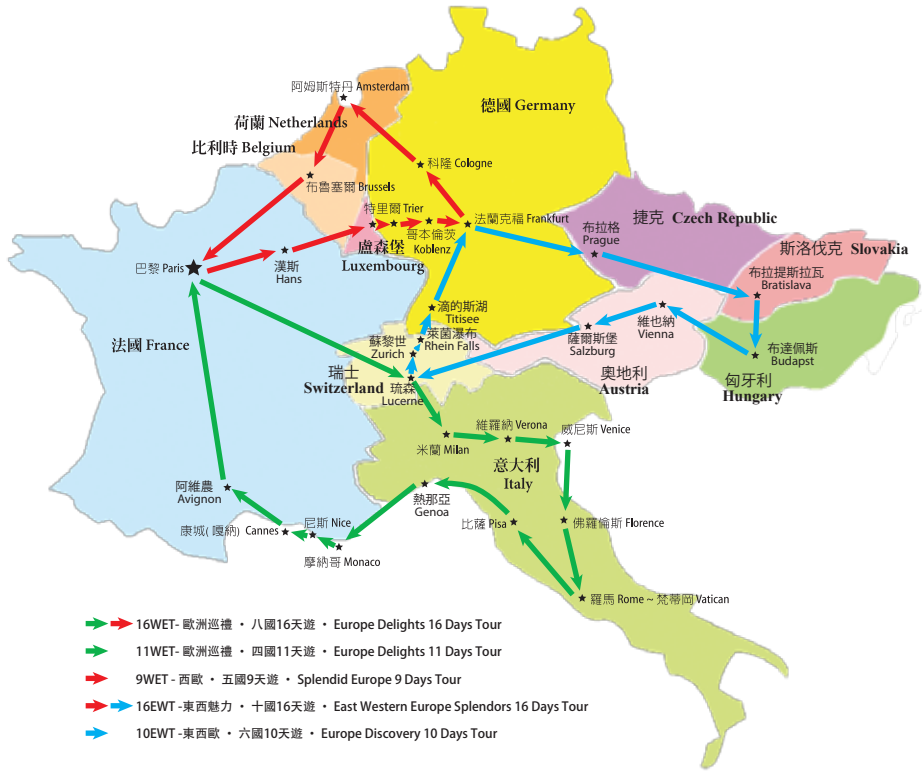 阿姆斯特丹 Amsterdam
德國 Germany
荷蘭 Netherlands
比利時 Belgium
科隆 Cologne
布魯塞爾 Brussels
特里爾 Trier
哥本倫茨
Koblenz
法蘭克福 Frankfurt
盧森堡
Luxembourg
捷克 Czech Republic
布拉格
Prague
斯洛伐克 Slovakia
布拉提斯拉瓦
Bratislava
巴黎 Paris
漢斯
Hans
滴的斯湖
Titisee
萊茵瀑布
Rhein Falls
蘇黎世
Zurich
維也納
Vienna
薩爾斯堡
Salzburg
布達佩斯
Budapst
法國 France
瑞士
Switzerland
琉森
Lucerne
奧地利
Austria
匈牙利
Hungary
米蘭 Milan
維羅納 Verona
威尼斯 Venice
意大利
Italy
阿維農
Avignon
熱那亞
Genoa
比薩 Pisa
佛羅倫斯 Florence
康城( 嘎納) Cannes
尼斯 Nice
摩納哥 Monaco
羅馬 Rome ~ 梵蒂岡 Vatican
16WET- 歐洲巡禮 • 八國16天遊 • Europe Delights 16 Days Tour
11WET- 歐洲巡禮 • 四國11天遊 • Europe Delights 11 Days Tour
9WET - 西歐 • 五國9天遊 • Splendid Europe 9 Days Tour
16EWT -東西魅力 • 十國16天遊 • East Western Europe Splendors 16 Days Tour
10EWT -東西歐 • 六國10天遊 • Europe Discovery 10 Days Tour